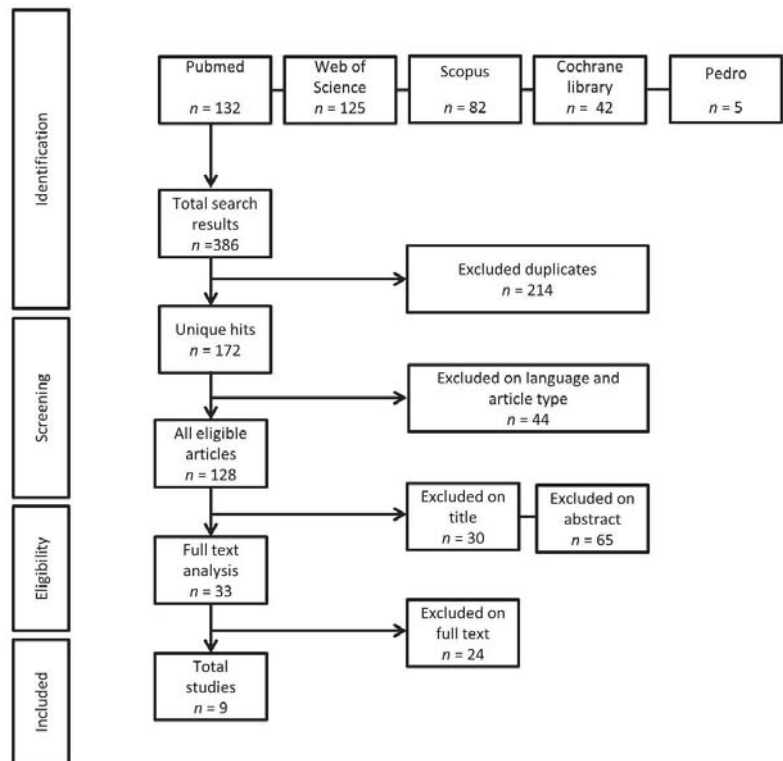 Identification
Pubmed
n = 132
Web of
Science
n = 125
Scopus
n = 82
Cochrane
library
n = 42
Pedro
n = 5
Total search
results
n =386
Excluded duplicates
n = 214
Screening
Unique hits
n = 172
Excluded on language and
article type
n = 44
All eligible
articles
n = 128
Excluded on
title
n = 30
Excluded on
abstract
n = 65
Eligibility
Full text
analysis
n = 33
Excluded on
full text
n = 24
Included
Total
studies
n = 9